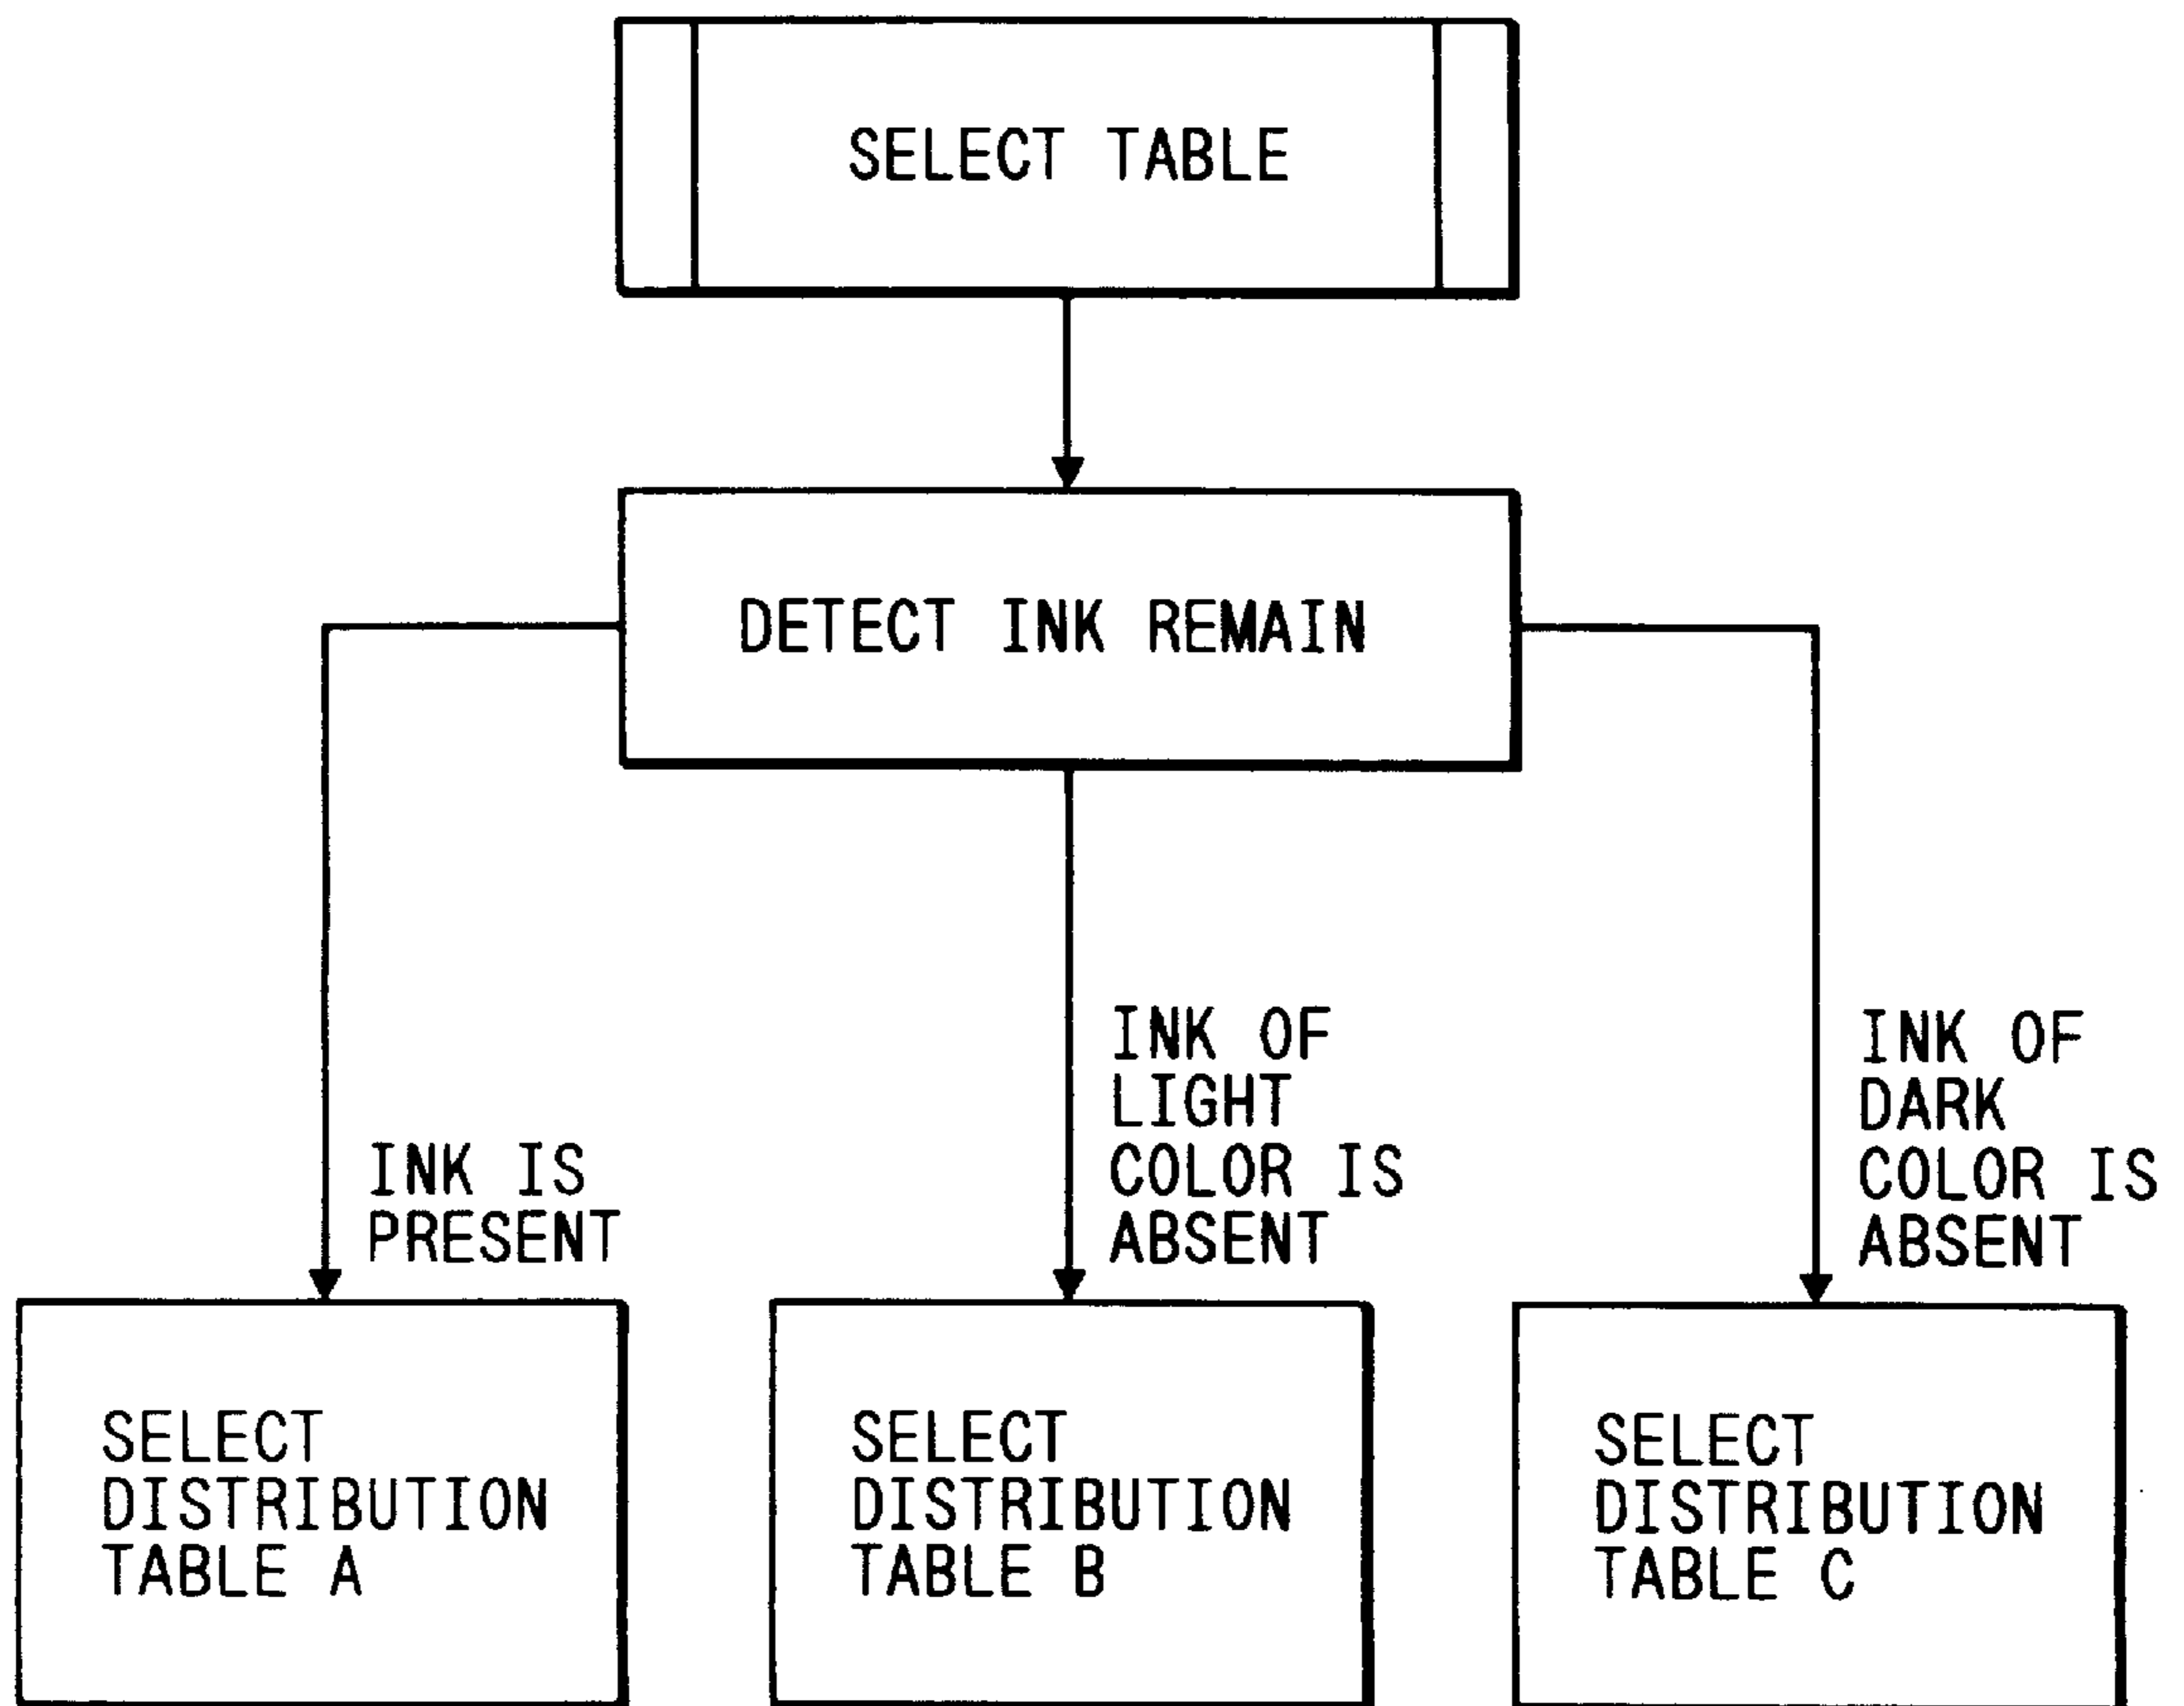 SELECT TABLE
DETECT INK REMAIN
INK IS
PRESENT
INK OF
LIGHT
COLOR IS
ABSENT
INK OF
DARK
COLOR IS
ABSENT
SELECT
DISTRIBUTION
TABLE A
SELECT
DISTRIBUTION
TABLE B
SELECT
DISTRIBUTION
TABLE C